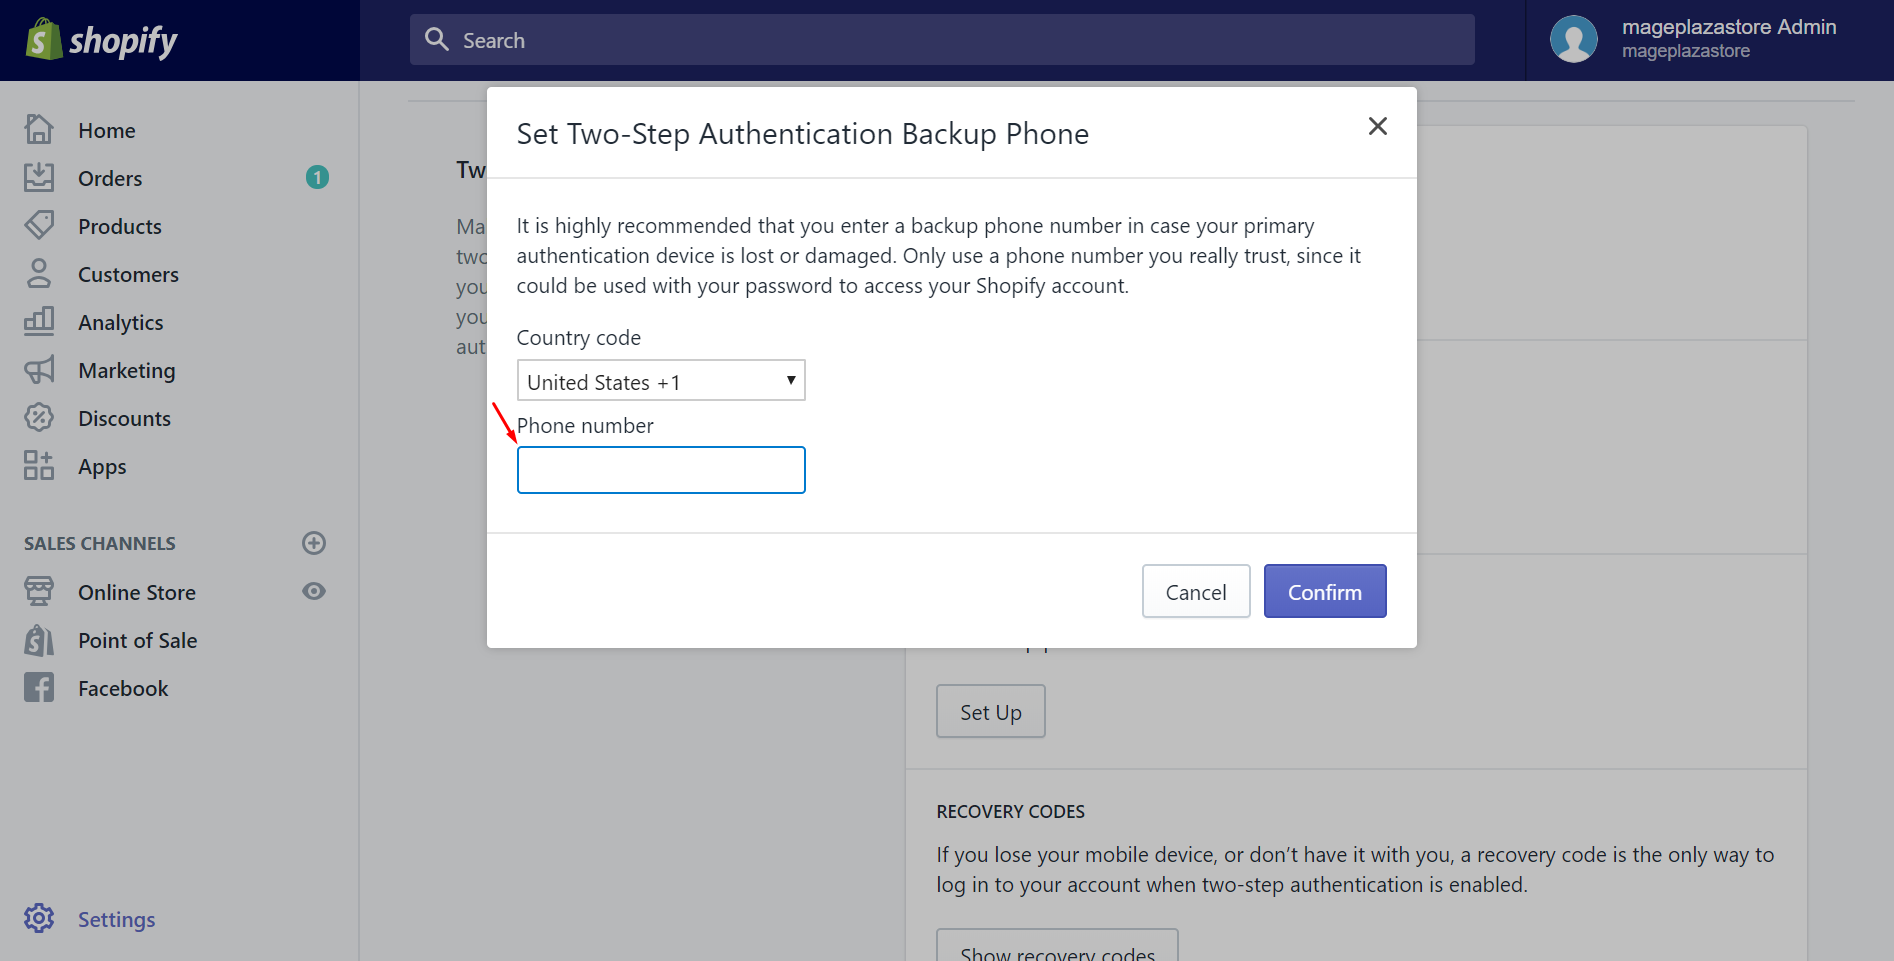 shopify
Search
mageplazastore Admin
mageplazastore
Home
Orders
1
Products
Customers
Analytics
Marketing
Discounts
Apps
SALES CHANNELS
Online Store
Point of Sale
Facebook
Settings
Tw
Ma
two
you
you
aut
Set Two-Step Authentication Backup Phone
It is highly recommended that you enter a backup phone number in case your primary
authentication device is lost or damaged. Only use a phone number you really trust, since it
could be used with your password to access your Shopify account.
Country code
United States +1
Phone number
Cancel
Confirm
Set Up
RECOVERY CODES
If you lose your mobile device, or don’t have it with you, a recovery code is the only way to
log in to your account when two-step authentication is enabled.
Show recovery codes